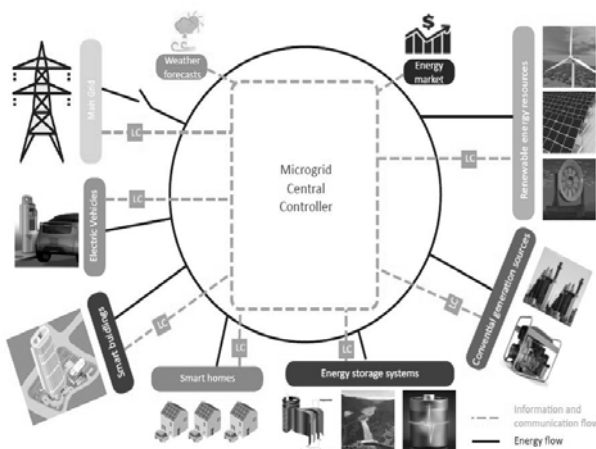 Weather
forecasts
$
Energy
market
Main Grid
LC
Renewable energy resources
LC
LC
Microgrid
Central
Controller
Electric Vehicles
Smart buildings
LC
LC
LC
LC
Convential generation sources
Smart homes
Energy storage systems
Information and
communication flow
Energy flow